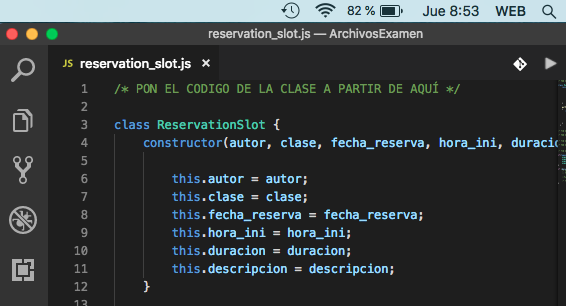 82 % Jue 8:53 WEB
reservation_slot.js — ArchivosExamen
JS reservation_slot.js ×
1 /* PON EL CODIGO DE LA CLASE A PARTIR DE AQUÍ */
2
3 class ReservationSlot {
4 constructor(autor, clase, fecha_reserva, hora_ini, duracio
5
6 this.autor = autor;
7 this.clase = clase;
8 this.fecha_reserva = fecha_reserva;
9 this.hora_ini = hora_ini;
10 this.duracion = duracion;
11 this.descripcion = descripcion;
12 }
13